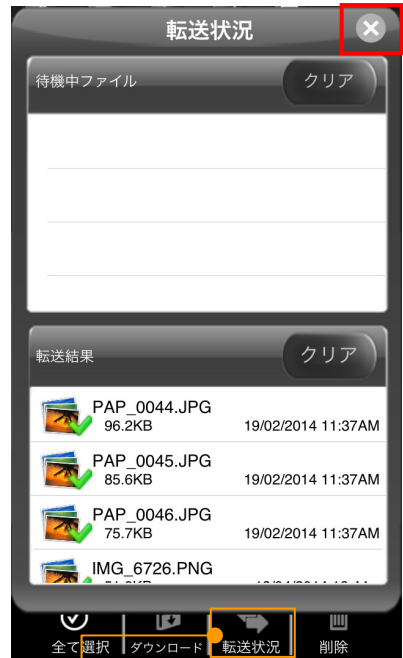 転送状況
待機中ファイル
クリア
転送結果
クリア
PAP_0044.JPG
96.2KB 19/02/2014 11:37AM
PAP_0045.JPG
85.6KB 19/02/2014 11:37AM
PAP_0046.JPG
75.7KB 19/02/2014 11:37AM
IMG_6726.PNG
全て選択 ダウンロード 転送状況 削除